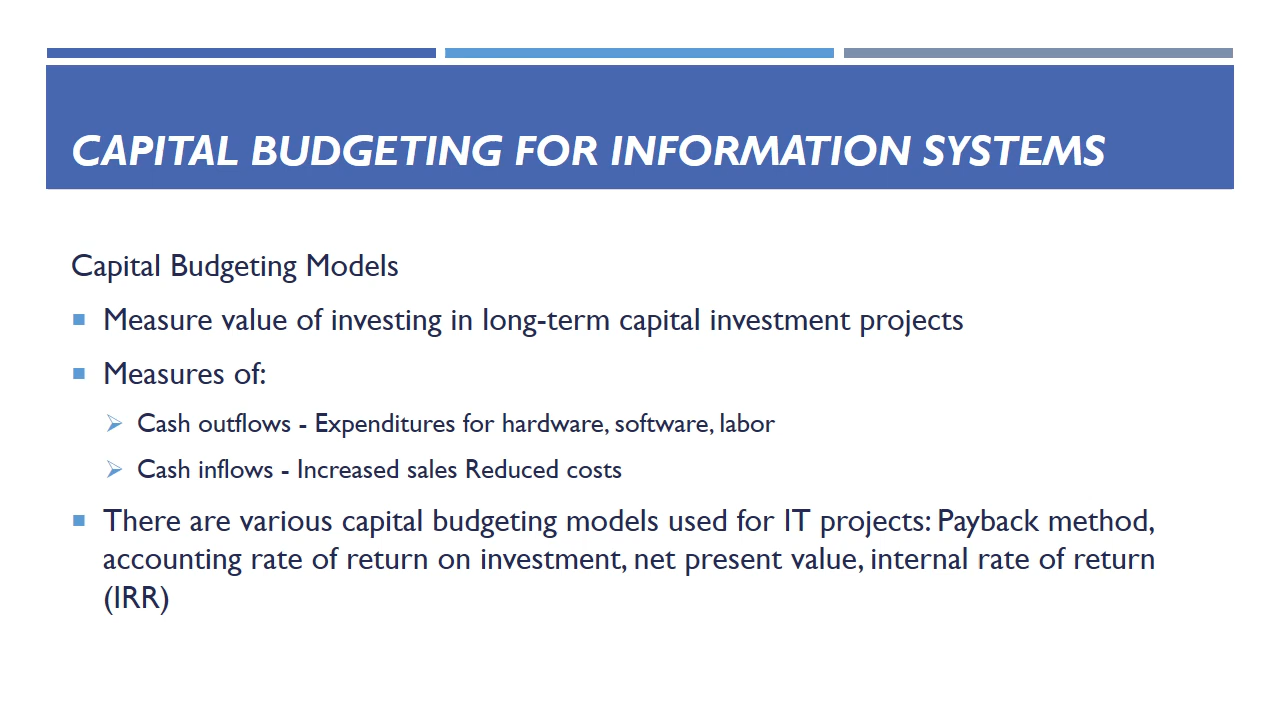 CAPITAL BUDGETING FOR INFORMATION SYSTEMS
Capital Budgeting Models
Measure value of investing in long-term capital investment projects
Measures of:
Cash outflows - Expenditures for hardware, software, labor
Cash inflows - Increased sales Reduced costs
There are various capital budgeting models used for IT projects: Payback method,
accounting rate of return on investment, net present value, internal rate of return
(IRR)